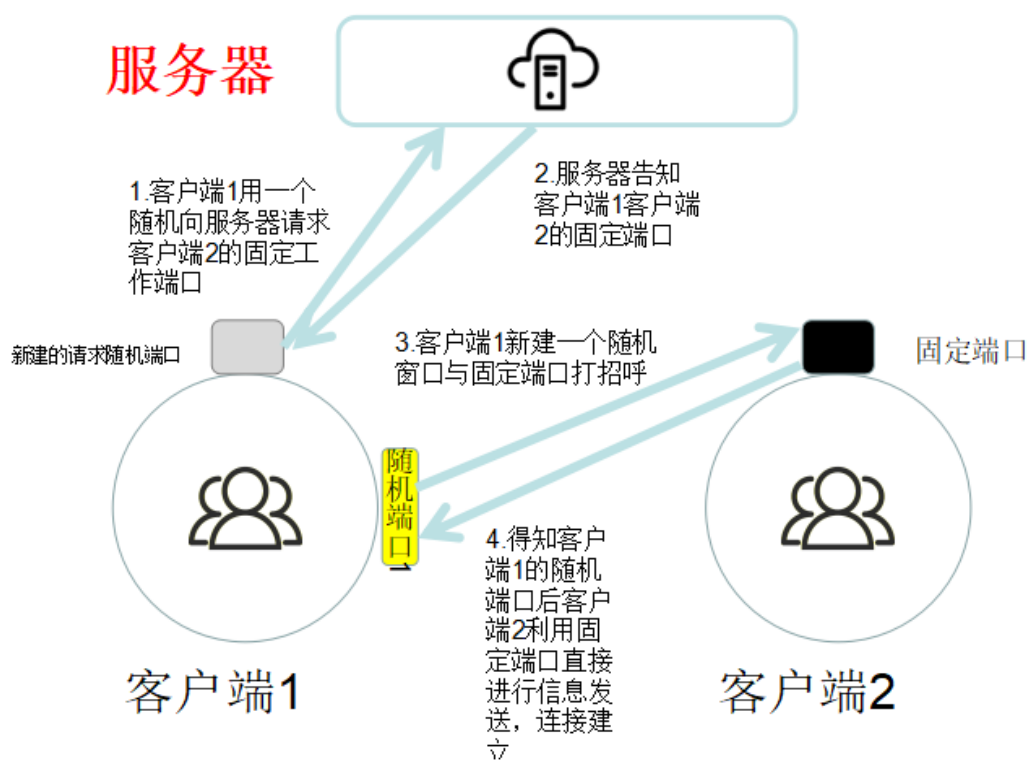 服务器
1.客户端1用一个
随机向服务器请求
客户端2的固定工
作端口
2.服务器告知
客户端1客户端
2的固定端口
新建的请求随机端口
3.客户端1新建一个随机
窗口与固定端口打招呼
固定端口
随
机
端
口
1
4.得知客户
端1的随机
端口后客户
端2利用固
定端口直接
进行信息发
送，连接建
立
客户端1
客户端2